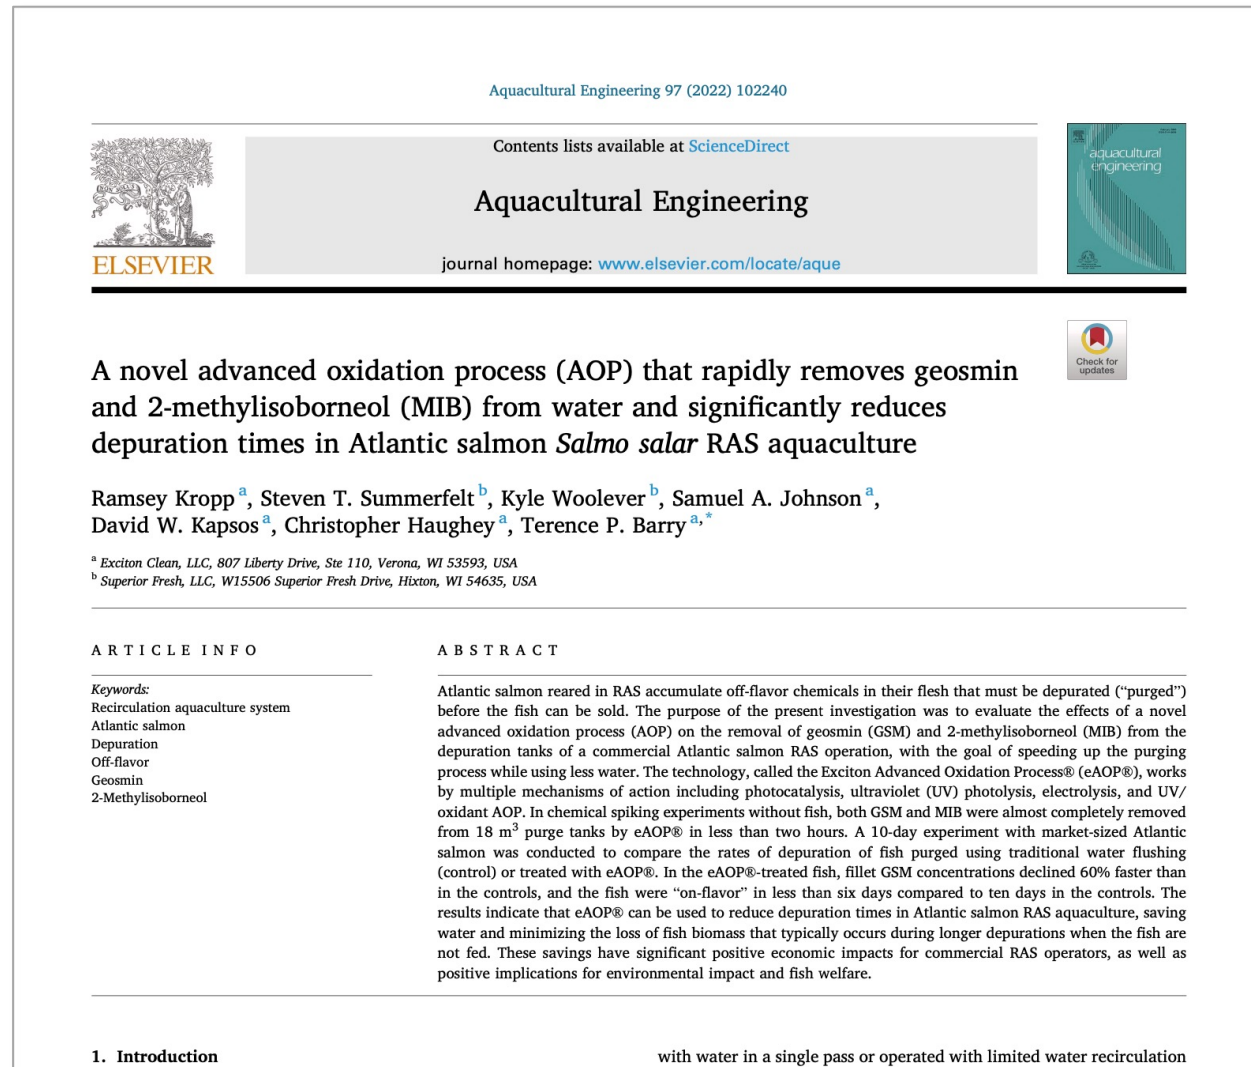 Aquacultural Engineering 97 (2022) 102240
Contents lists available at ScienceDirect
Aquacultural Engineering
journal homepage: www.elsevier.com/locate/aque
ELSEVIER
aquacultural
engineering
Check for
updates
A novel advanced oxidation process (AOP) that rapidly removes geosmin
and 2-methylisoborneol (MIB) from water and significantly reduces
depuration times in Atlantic salmon Salmo salar RAS aquaculture
Ramsey Kropp a, Steven T. Summerfelt b, Kyle Woolever b, Samuel A. Johnson a,
David W. Kapsos a, Christopher Haughey a, Terence P. Barry a,*
a Exciton Clean, LLC, 807 Liberty Drive, Ste 110, Verona, WI 53593, USA
b Superior Fresh, LLC, W15506 Superior Fresh Drive, Hixton, WI 54635, USA
ARTICLE INFO
Keywords:
Recirculation aquaculture system
Atlantic salmon
Depuration
Off-flavor
Geosmin
2-Methylisoborneol
ABSTRACT
Atlantic salmon reared in RAS accumulate off-flavor chemicals in their flesh that must be depurated (“purged”)
before the fish can be sold. The purpose of the present investigation was to evaluate the effects of a novel
advanced oxidation process (AOP) on the removal of geosmin (GSM) and 2-methylisoborneol (MIB) from the
depuration tanks of a commercial Atlantic salmon RAS operation, with the goal of speeding up the purging
process while using less water. The technology, called the Exciton Advanced Oxidation Process® (eAOP®), works
by multiple mechanisms of action including photocatalysis, ultraviolet (UV) photolysis, electrolysis, and UV/
oxidant AOP. In chemical spiking experiments without fish, both GSM and MIB were almost completely removed
from 18 m³ purge tanks by eAOP® in less than two hours. A 10-day experiment with market-sized Atlantic
salmon was conducted to compare the rates of depuration of fish purged using traditional water flushing
(control) or treated with eAOP®. In the eAOP®-treated fish, fillet GSM concentrations declined 60% faster than
in the controls, and the fish were “on-flavor” in less than six days compared to ten days in the controls. The
results indicate that eAOP® can be used to reduce depuration times in Atlantic salmon RAS aquaculture, saving
water and minimizing the loss of fish biomass that typically occurs during longer depurations when the fish are
not fed. These savings have significant positive economic impacts for commercial RAS operators, as well as
positive implications for environmental impact and fish welfare.
1. Introduction
with water in a single pass or operated with limited water recirculation